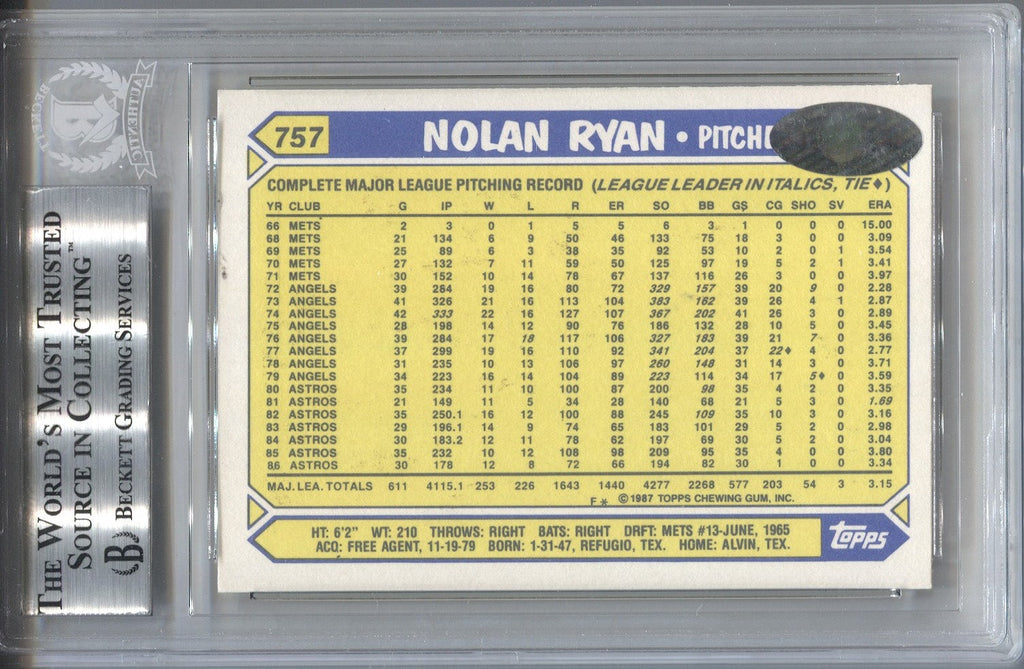 BECKETT
AUTHENTIC
THE WORLD'S MOST TRUSTED
SOURCE IN COLLECTING™
BECKETT GRADING SERVICES
757 NOLAN RYAN • PITCHE
COMPLETE MAJOR LEAGUE PITCHING RECORD (LEAGUE LEADER IN ITALICS, TIE♦)
YR CLUB G IP W L R ER SO BB GS CG SHO SV ERA
66 METS 2 3 0 1 5 5 6 3 1 0 0 0 15.00
68 METS 21 134 6 9 50 46 133 75 18 3 0 0 3.09
69 METS 25 89 6 3 38 35 92 53 10 2 0 1 3.54
70 METS 27 132 7 11 59 50 125 97 19 5 2 1 3.41
71 METS 30 152 10 14 78 67 137 116 26 3 0 0 3.97
72 ANGELS 39 284 19 16 80 72 329 157 39 20 9 0 2.28
73 ANGELS 41 326 21 16 113 104 383 162 39 26 4 1 2.87
74 ANGELS 42 333 22 16 127 107 367 202 41 26 3 0 2.89
75 ANGELS 28 198 14 12 90 76 186 132 28 10 5 0 3.45
76 ANGELS 39 284 17 18 117 106 327 183 39 21 7 0 3.36
77 ANGELS 37 299 19 16 110 92 341 204 37 22♦ 4 0 2.77
78 ANGELS 31 235 10 13 106 97 260 148 31 14 3 0 3.71
79 ANGELS 34 223 16 14 104 89 223 114 34 17 5♦ 0 3.59
80 ASTROS 35 234 11 10 100 87 200 98 35 4 2 0 3.35
81 ASTROS 21 149 11 5 34 28 140 68 21 5 3 0 1.69
82 ASTROS 35 250.1 16 12 100 88 245 109 35 10 3 0 3.16
83 ASTROS 29 196.1 14 9 74 65 183 101 29 5 2 0 2.98
84 ASTROS 30 183.2 12 11 78 62 197 69 30 5 2 0 3.04
85 ASTROS 35 232 10 12 108 98 209 95 35 4 0 0 3.80
86 ASTROS 30 178 12 8 72 66 194 82 30 1 0 0 3.34
MAJ. LEA. TOTALS 611 4115.1 253 226 1643 1440 4277 2268 577 203 54 3 3.15
F* © 1987 TOPPS CHEWING GUM, INC.
HT: 6'2" WT: 210 THROWS: RIGHT BATS: RIGHT DRFT: METS #13-JUNE, 1965
ACQ: FREE AGENT, 11-19-79 BORN: 1-31-47, REFUGIO, TEX. HOME: ALVIN, TEX.
topps